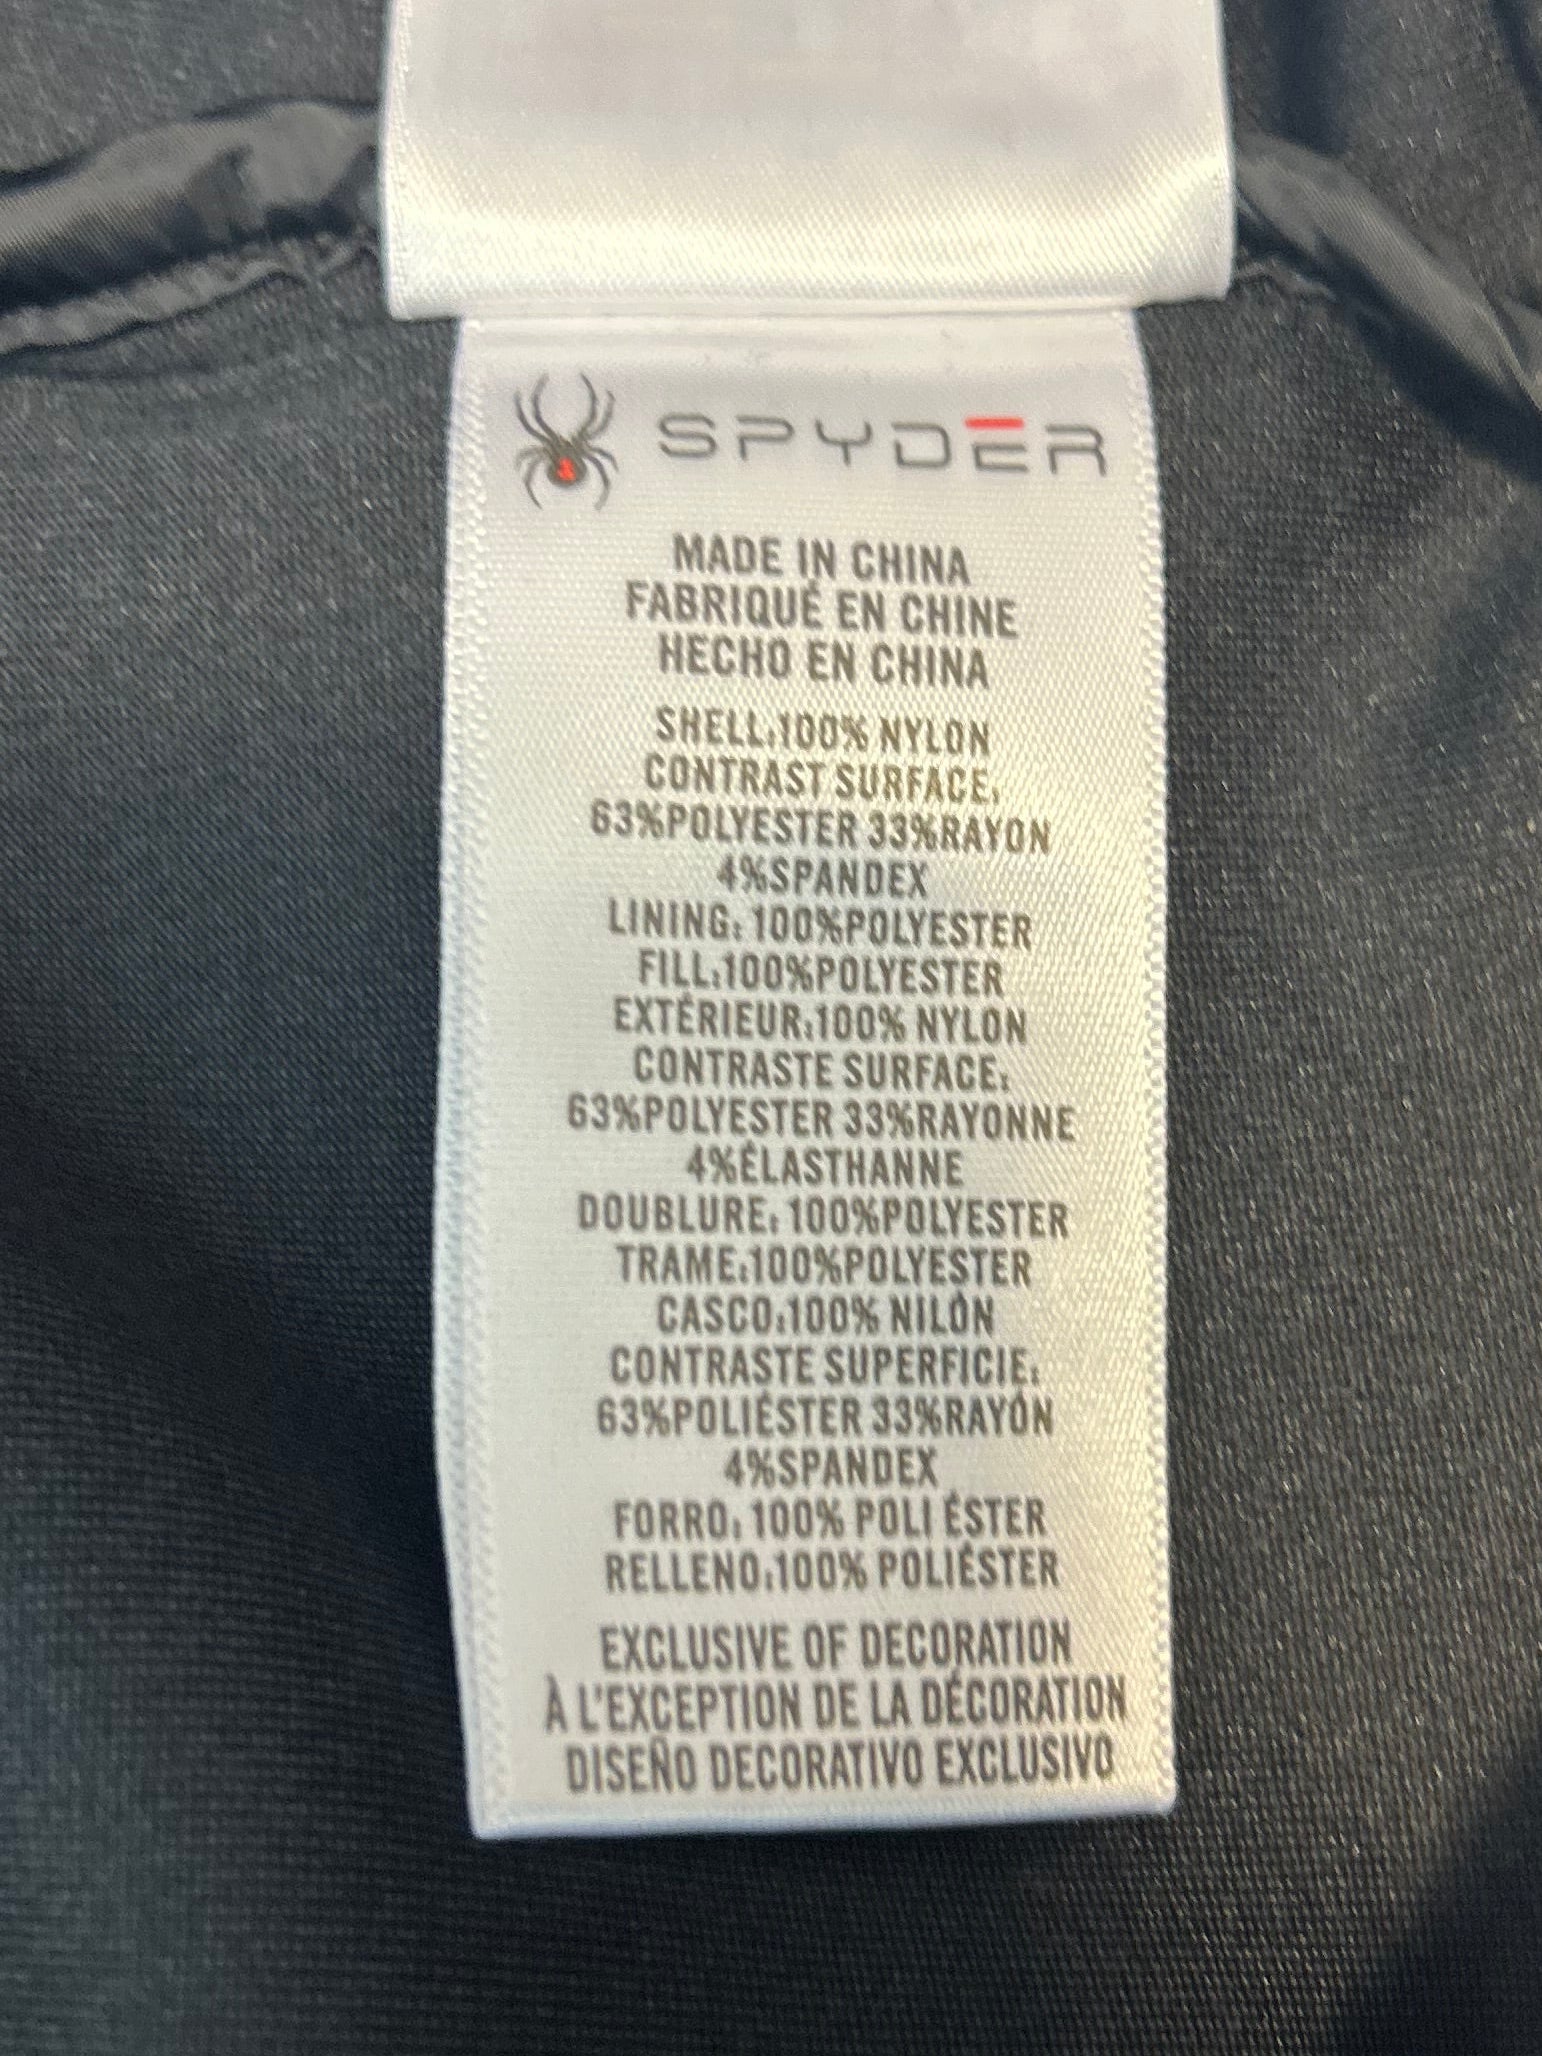 SPYDER
MADE IN CHINA
FABRIQUÉ EN CHINE
HECHO EN CHINA
SHELL:100% NYLON
CONTRAST SURFACE:
63%POLYESTER 33%RAYON
4%SPANDEX
LINING: 100%POLYESTER
FILL:100%POLYESTER
EXTÉRIEUR:100% NYLON
CONTRASTE SURFACE:
63%POLYESTER 33%RAYONNE
4%ÉLASTHANNE
DOUBLURE: 100%POLYESTER
TRAME:100%POLYESTER
CASCO:100% NILÓN
CONTRASTE SUPERFICIE:
63%POLIÉSTER 33%RAYÓN
4%SPANDEX
FORRO: 100% POLI ÉSTER
RELLENO:100% POLIÉSTER
EXCLUSIVE OF DECORATION
À L'EXCEPTION DE LA DÉCORATION
DISEÑO DECORATIVO EXCLUSIVO